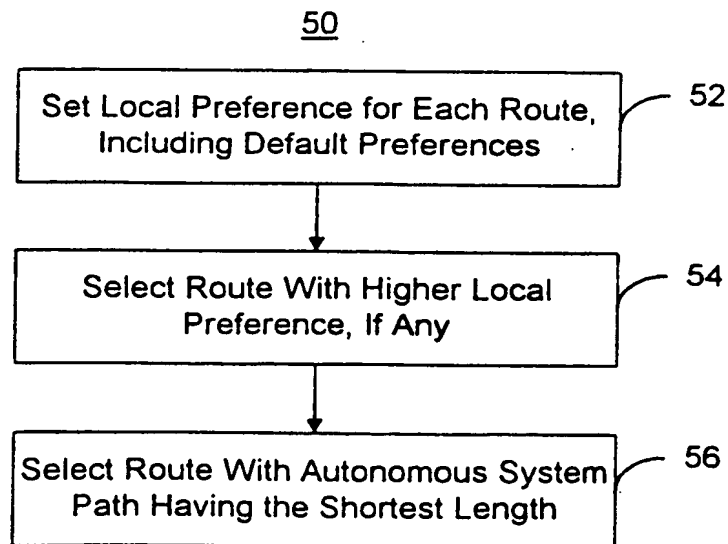 50
Set Local Preference for Each Route,
Including Default Preferences
52
Select Route With Higher Local
Preference, If Any
54
Select Route With Autonomous System
Path Having the Shortest Length
56